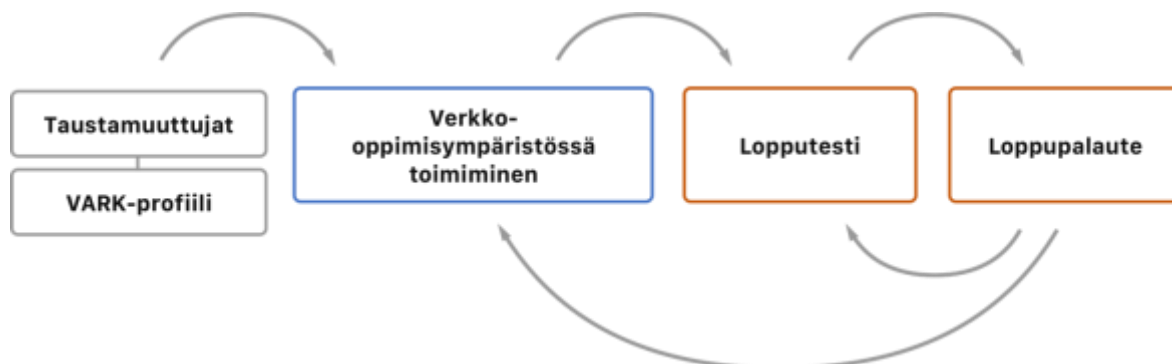 Taustamuuttujat
VARK-profiili
Verkko-
oppimisympäristössä
toimiminen
Lopputesti
Loppupalaute